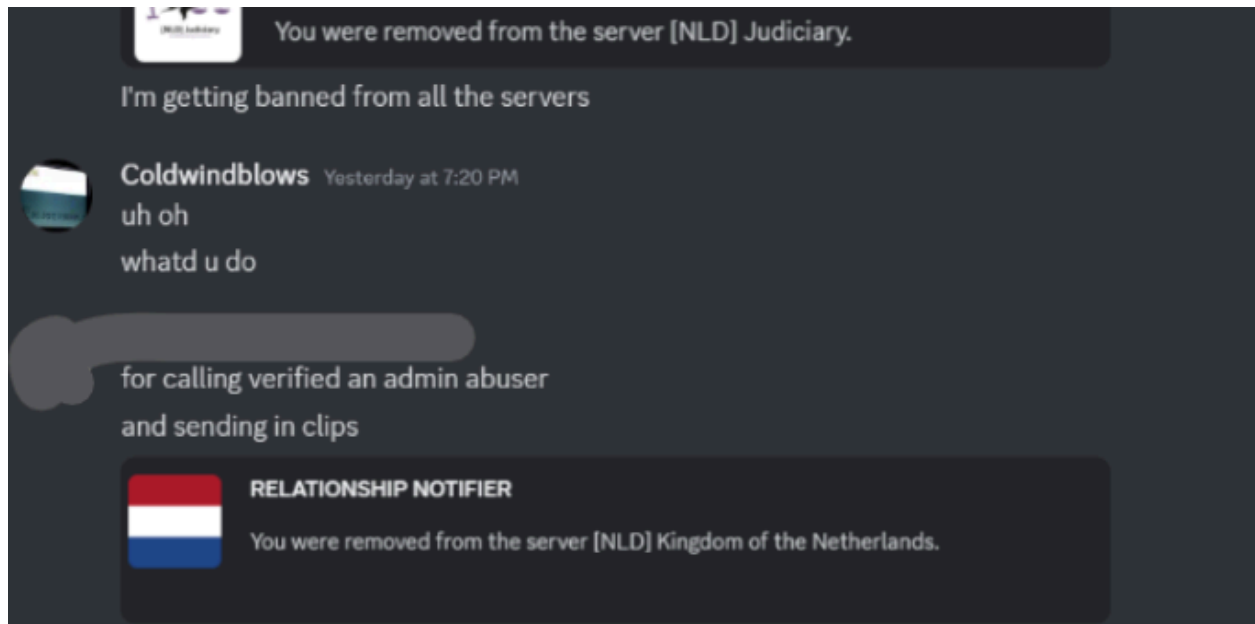 [NLD] Judiciary
You were removed from the server [NLD] Judiciary.
I'm getting banned from all the servers
Coldwindblows Yesterday at 7:20 PM
uh oh
whatd u do
for calling verified an admin abuser
and sending in clips
RELATIONSHIP NOTIFIER
You were removed from the server [NLD] Kingdom of the Netherlands.